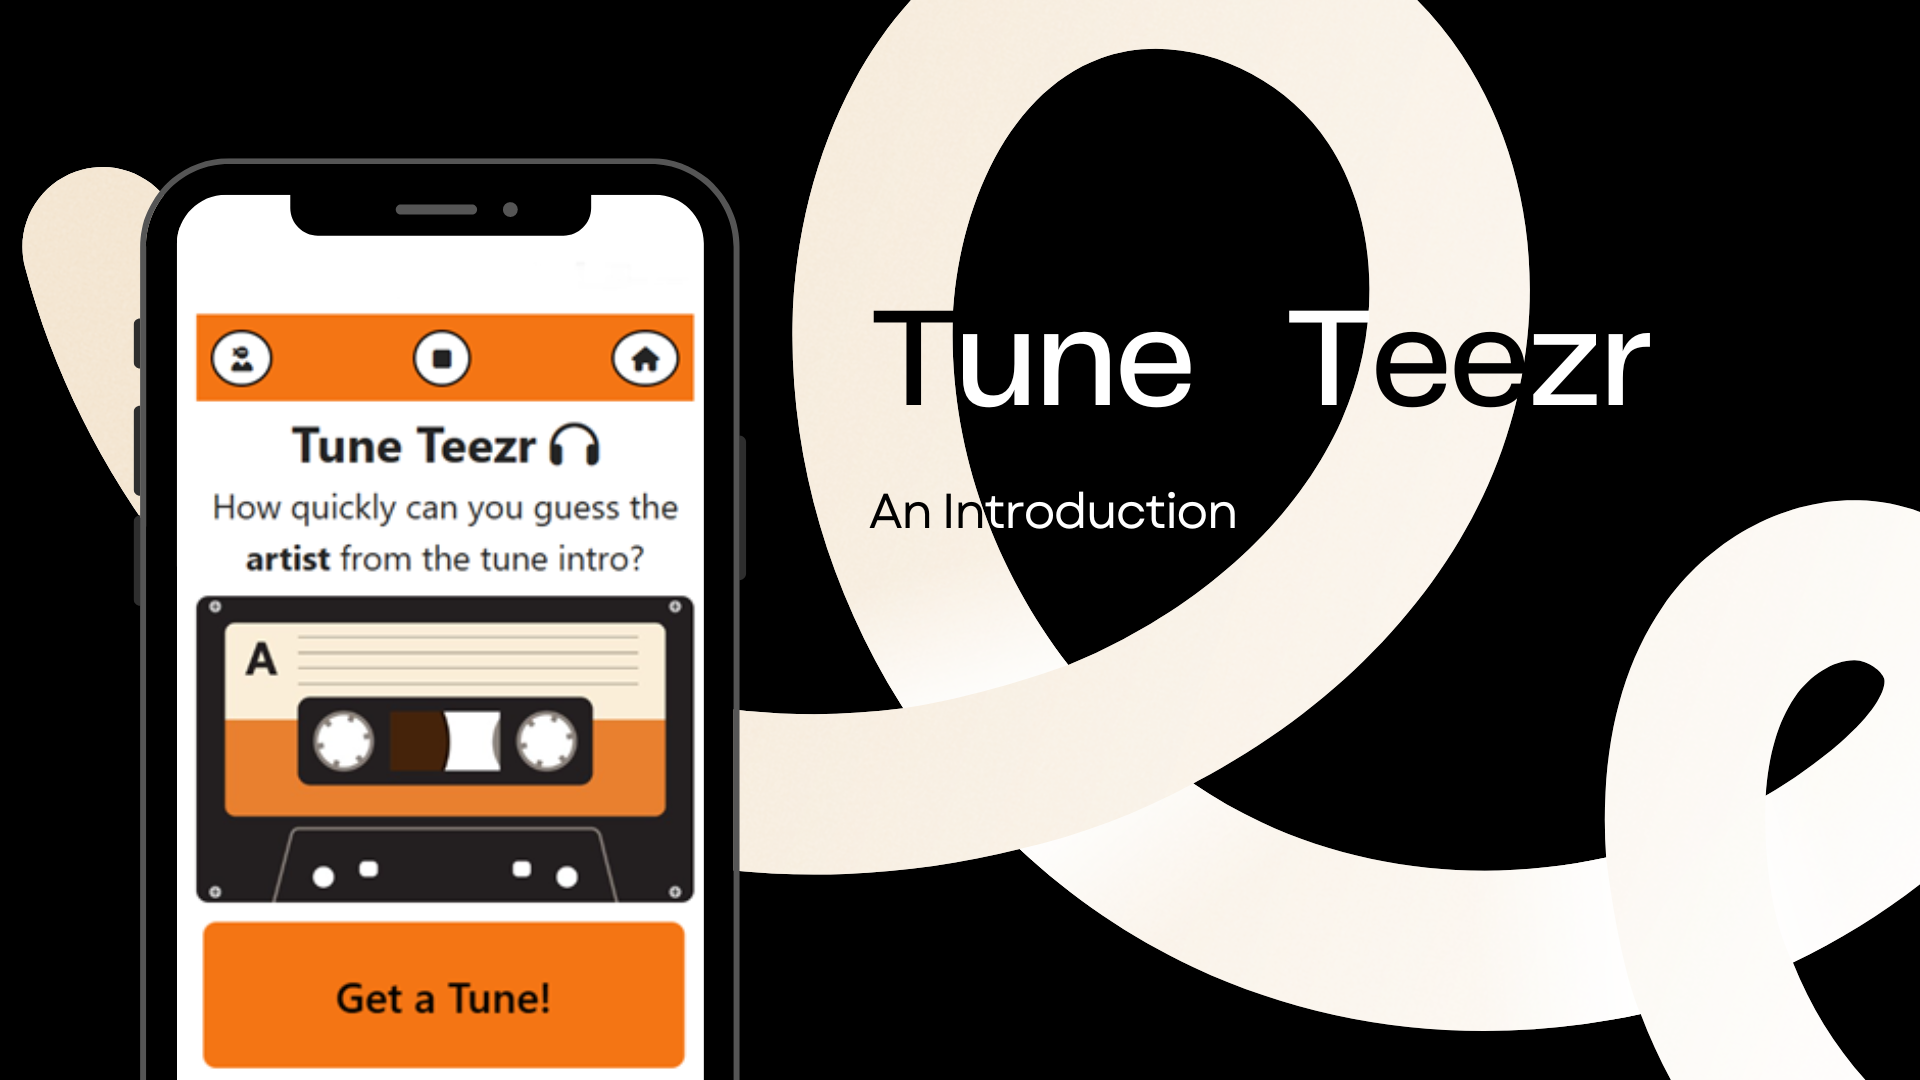 Tune Teezr
How quickly can you guess the
artist from the tune intro?
A
Get a Tune!
Tune Teezr
An Introduction